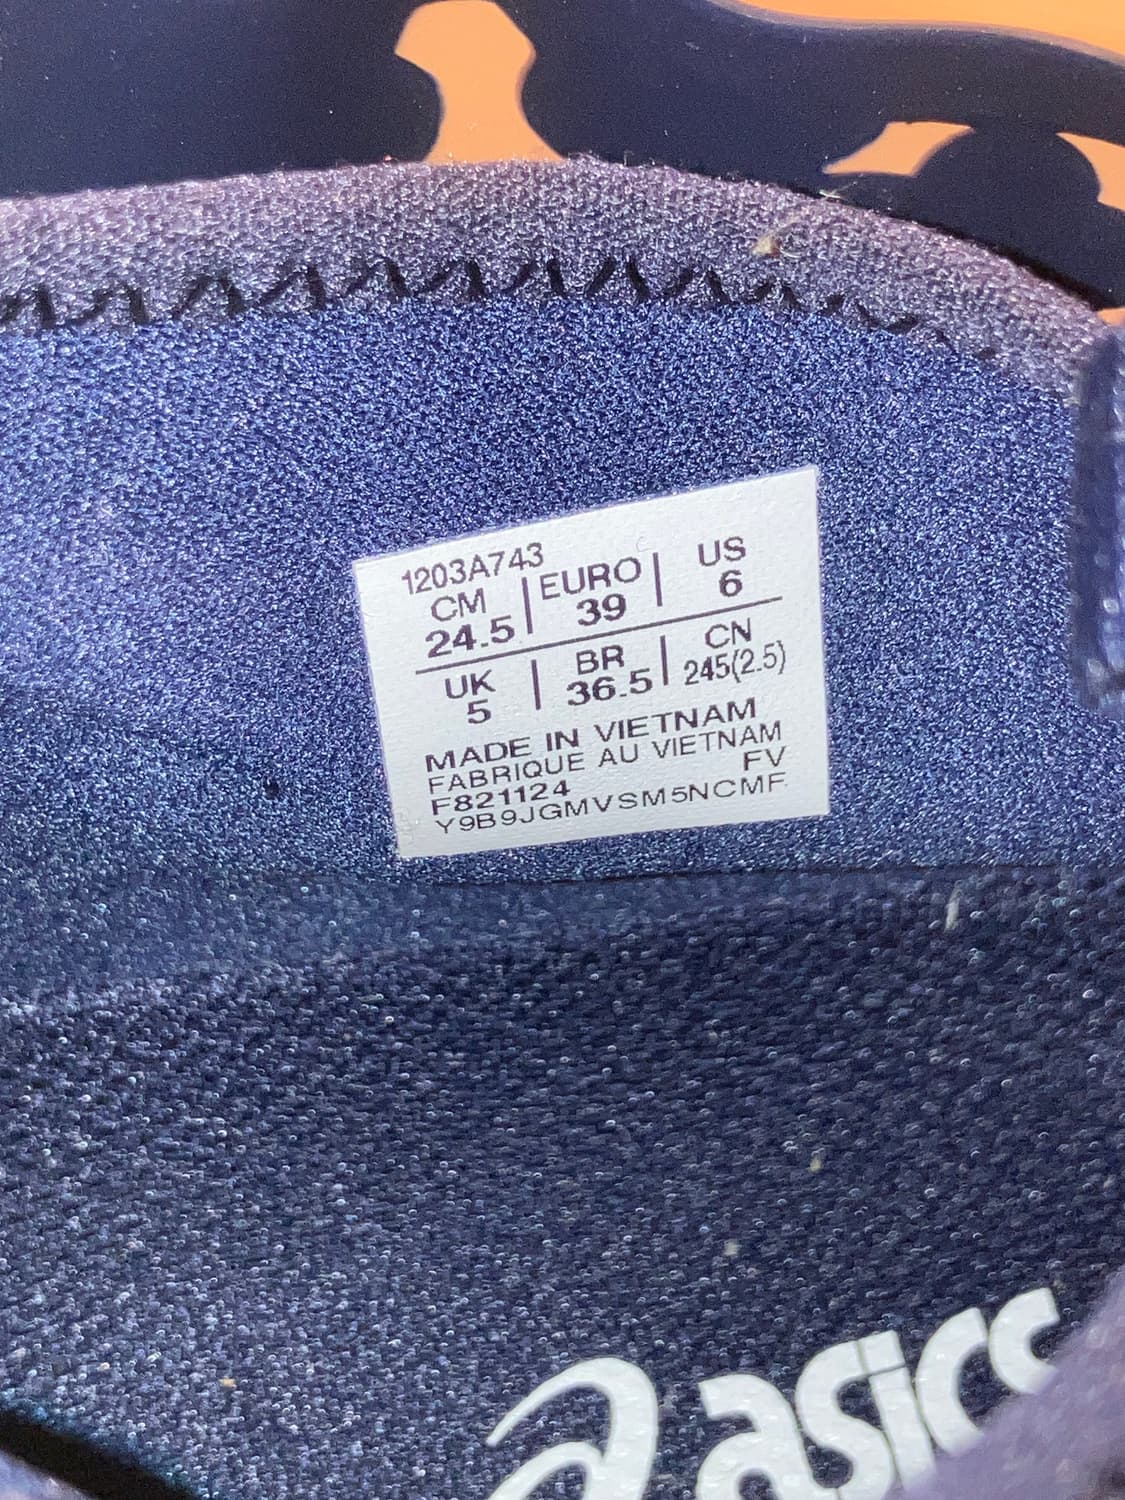 1203A743
CM | EURO | US
24.5 | 39 | 6
UK | BR | CN
5 | 36.5 | 245(2.5)
MADE IN VIETNAM
FABRIQUE AU VIETNAM
F821124 FV
Y9B9JGMVSM5NCMF
asics